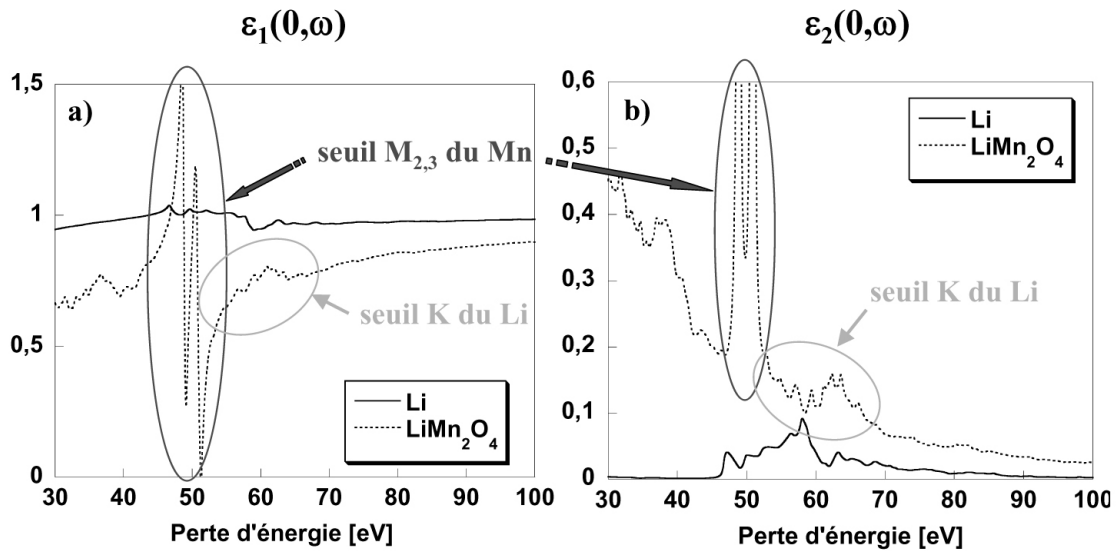 ε₁(0,ω)
ε₂(0,ω)
a)
1,5
1
0,5
0
seuil M₂,₃ du Mn
seuil K du Li
Li
LiMn₂O₄
30 40 50 60 70 80 90 100
Perte d'énergie [eV]
b)
0,6
0,5
0,4
0,3
0,2
0,1
0
Li
LiMn₂O₄
seuil K du Li
30 40 50 60 70 80 90 100
Perte d'énergie [eV]